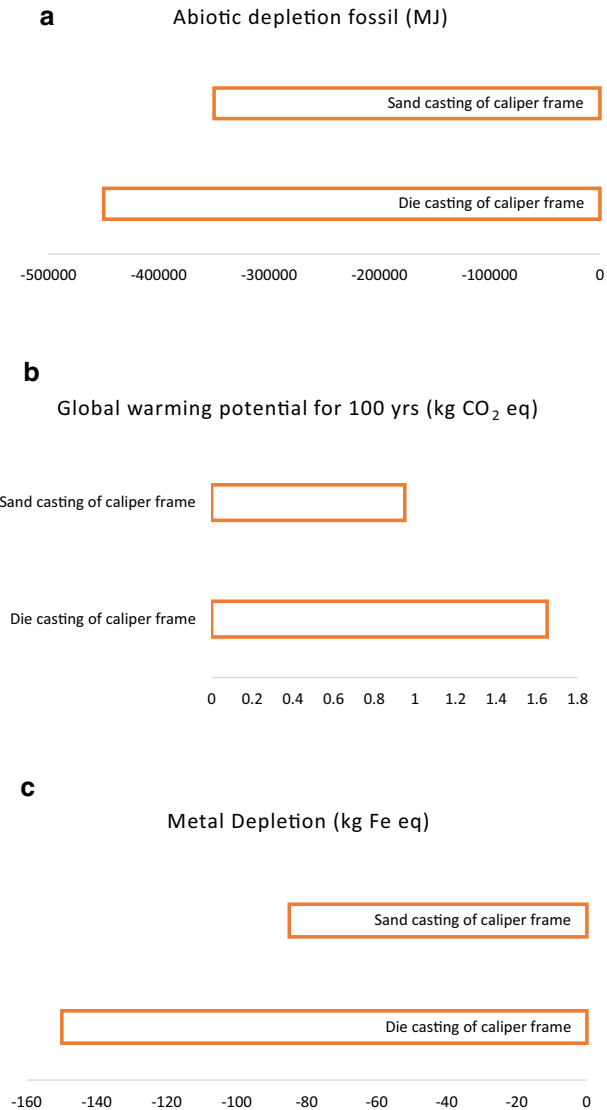 a
Abiotic depletion fossil (MJ)
Sand casting of caliper frame
Die casting of caliper frame
-500000 -400000 -300000 -200000 -100000 0
b
Global warming potential for 100 yrs (kg CO₂ eq)
Sand casting of caliper frame
Die casting of caliper frame
0 0.2 0.4 0.6 0.8 1 1.2 1.4 1.6 1.8
c
Metal Depletion (kg Fe eq)
Sand casting of caliper frame
Die casting of caliper frame
-160 -140 -120 -100 -80 -60 -40 -20 0